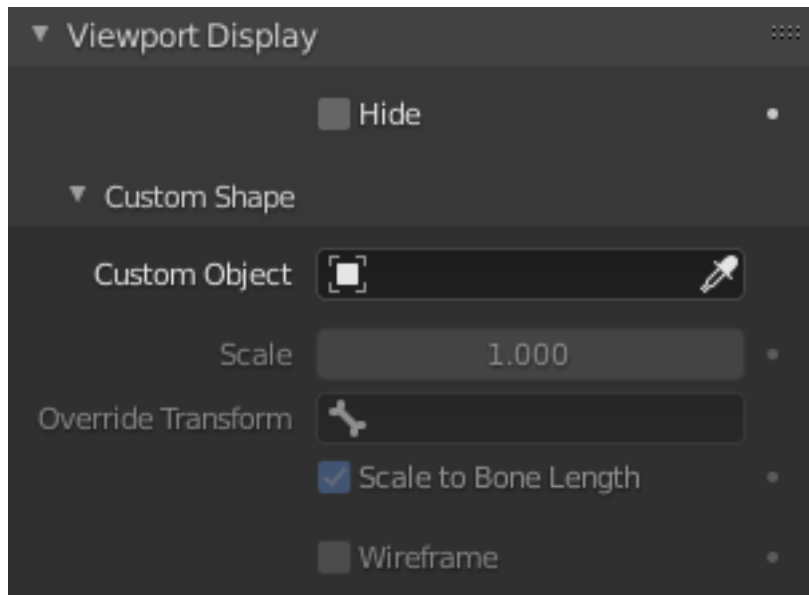 Viewport Display
Hide
Custom Shape
Custom Object
Scale 1.000
Override Transform
Scale to Bone Length
Wireframe